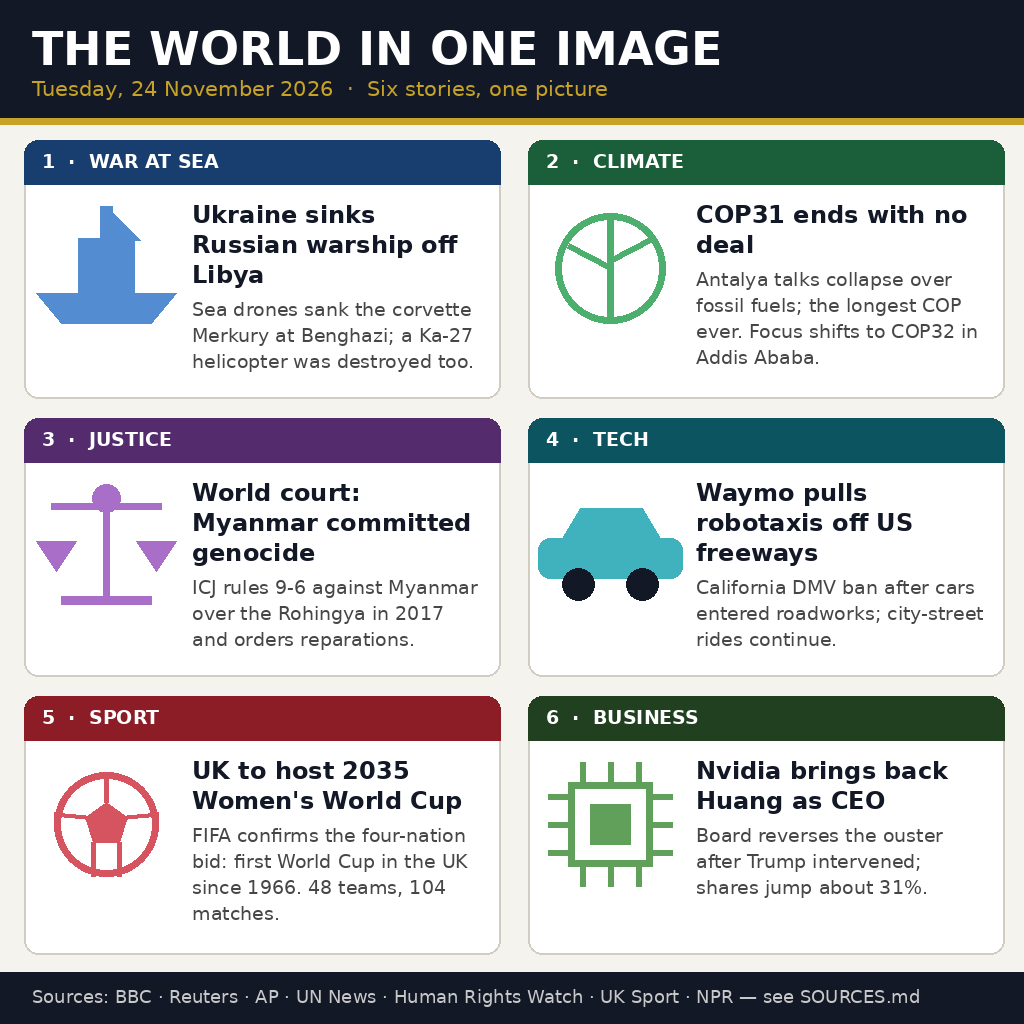 THE WORLD IN ONE IMAGE
Tuesday, 24 November 2026 · Six stories, one picture
1 · WAR AT SEA
Ukraine sinks
Russian warship off
Libya
Sea drones sank the corvette
Merkury at Benghazi; a Ka-27
helicopter was destroyed too.
2 · CLIMATE
COP31 ends with no
deal
Antalya talks collapse over
fossil fuels; the longest COP
ever. Focus shifts to COP32 in
Addis Ababa.
3 · JUSTICE
World court:
Myanmar committed
genocide
ICJ rules 9-6 against Myanmar
over the Rohingya in 2017
and orders reparations.
4 · TECH
Waymo pulls
robotaxis off US
freeways
California DMV ban after cars
entered roadworks; city-street
rides continue.
5 · SPORT
UK to host 2035
Women's World Cup
FIFA confirms the four-nation
bid: first World Cup in the UK
since 1966. 48 teams, 104
matches.
6 · BUSINESS
Nvidia brings back
Huang as CEO
Board reverses the ouster
after Trump intervened;
shares jump about 31%.
Sources: BBC · Reuters · AP · UN News · Human Rights Watch · UK Sport · NPR — see SOURCES.md